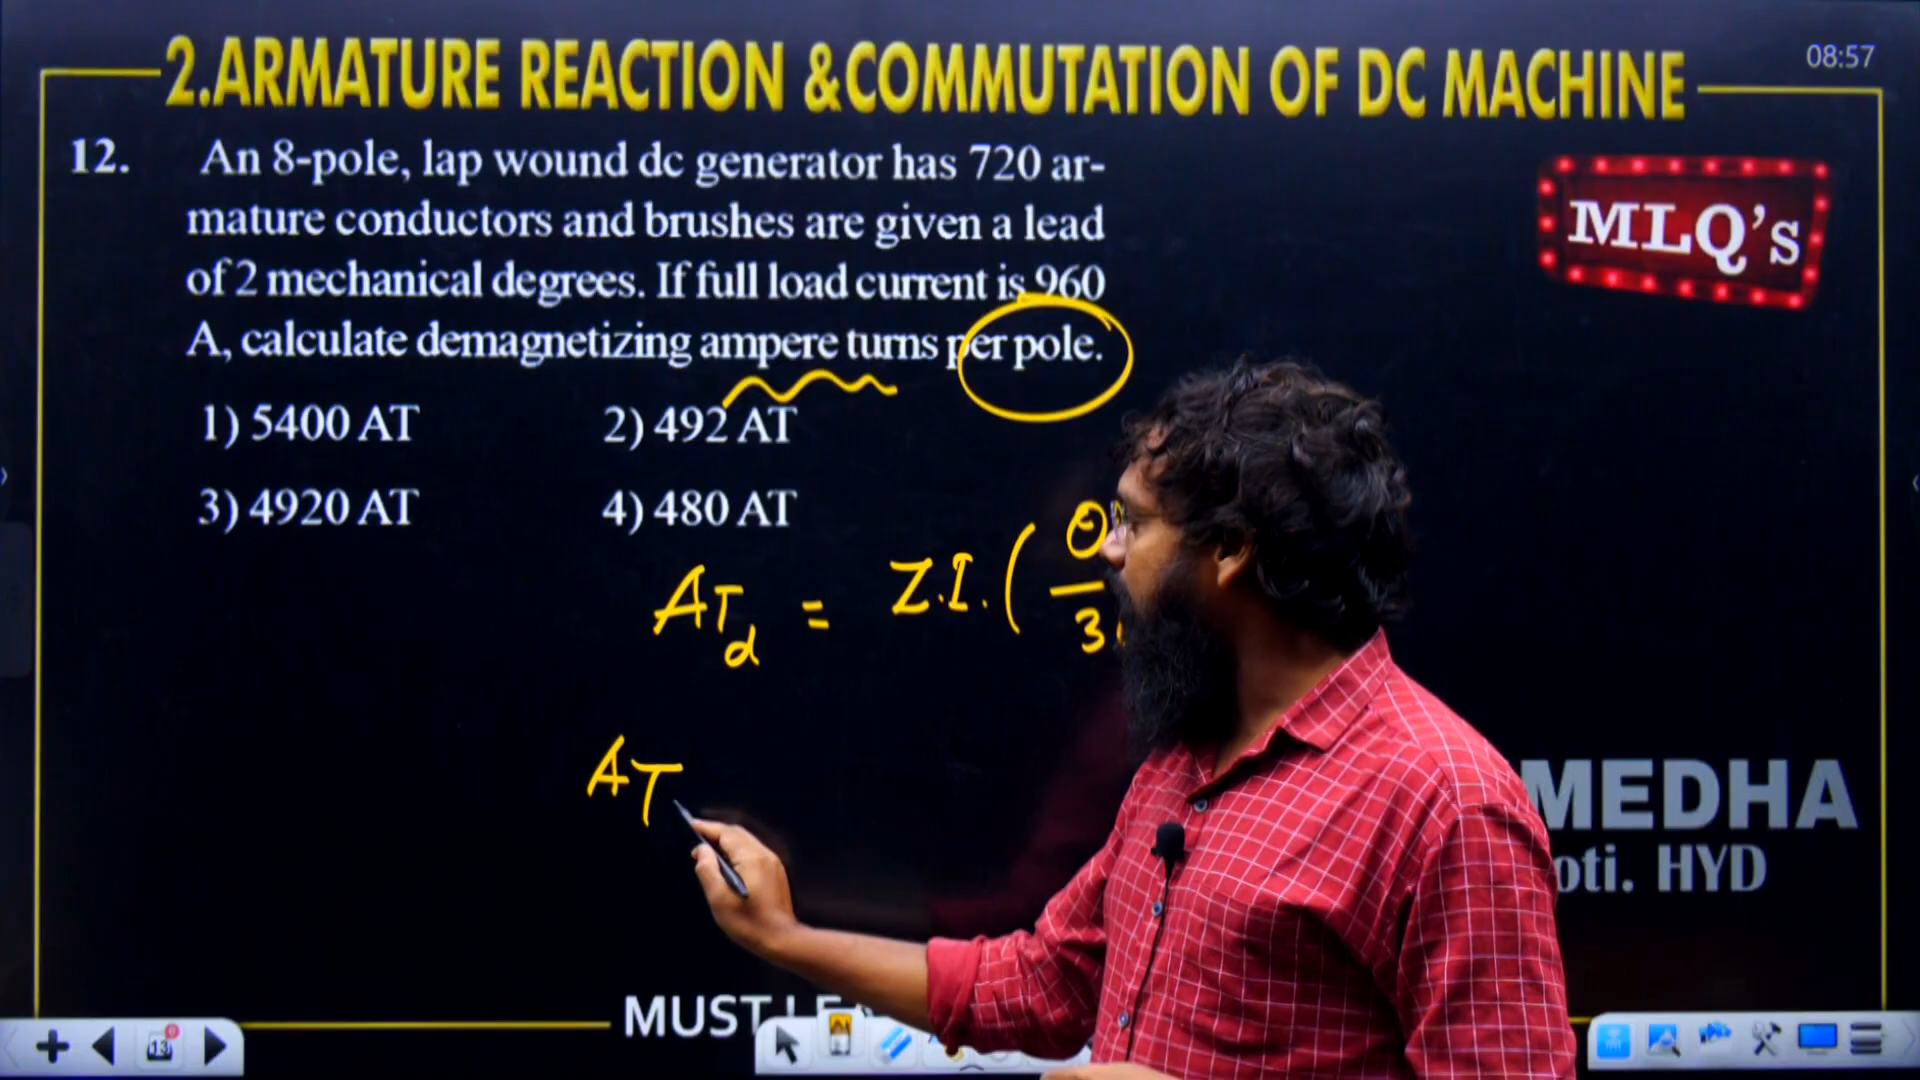 2.ARMATURE REACTION &COMMUTATION OF DC MACHINE
08:57
12. An 8-pole, lap wound dc generator has 720 ar-
mature conductors and brushes are given a lead
of 2 mechanical degrees. If full load current is 960
A, calculate demagnetizing ampere turns per pole.
1) 5400 AT 2) 492 AT
3) 4920 AT 4) 480 AT
MLQ's
ATd = Z.I. ( θ
3
AT
MEDHA
oti. HYD
MUST
13